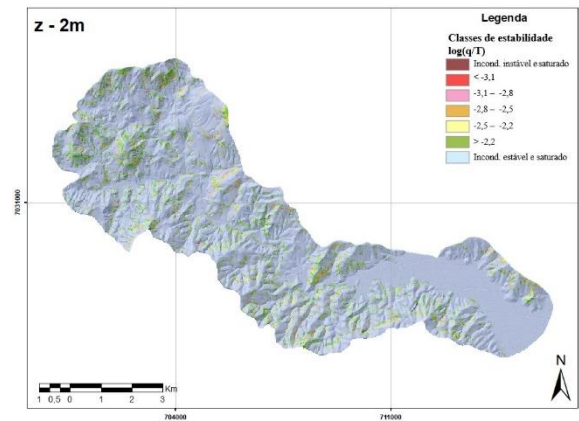 z - 2m
Legenda
Classes de estabilidade
log(q/T)
Incond. instável e saturado
< -3,1
-3,1 – -2,8
-2,8 – -2,5
-2,5 – -2,2
> -2,2
Incond. estável e saturado
7031000
N
Km
1 0,5 0 1 2 3
704000 711000